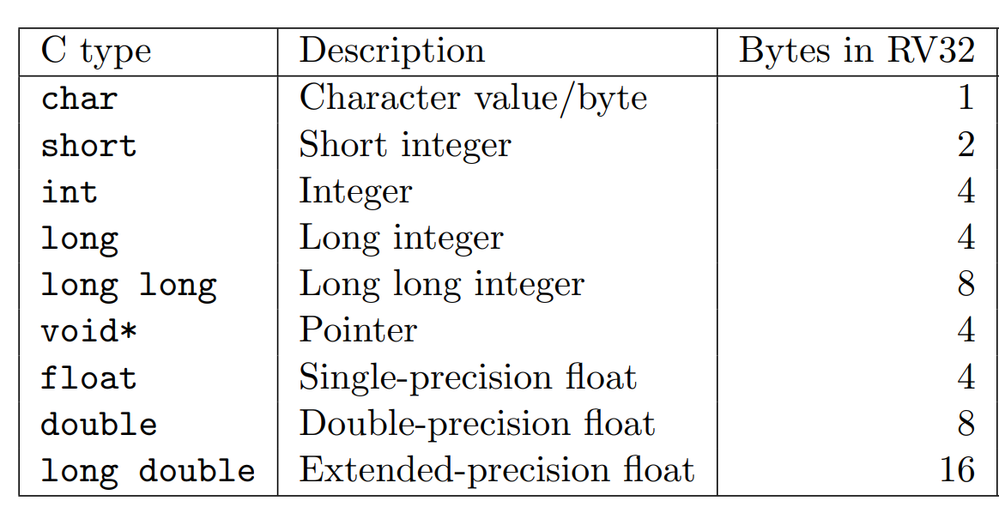 C type Description Bytes in RV32
char Character value/byte 1
short Short integer 2
int Integer 4
long Long integer 4
long long Long long integer 8
void* Pointer 4
float Single-precision float 4
double Double-precision float 8
long double Extended-precision float 16